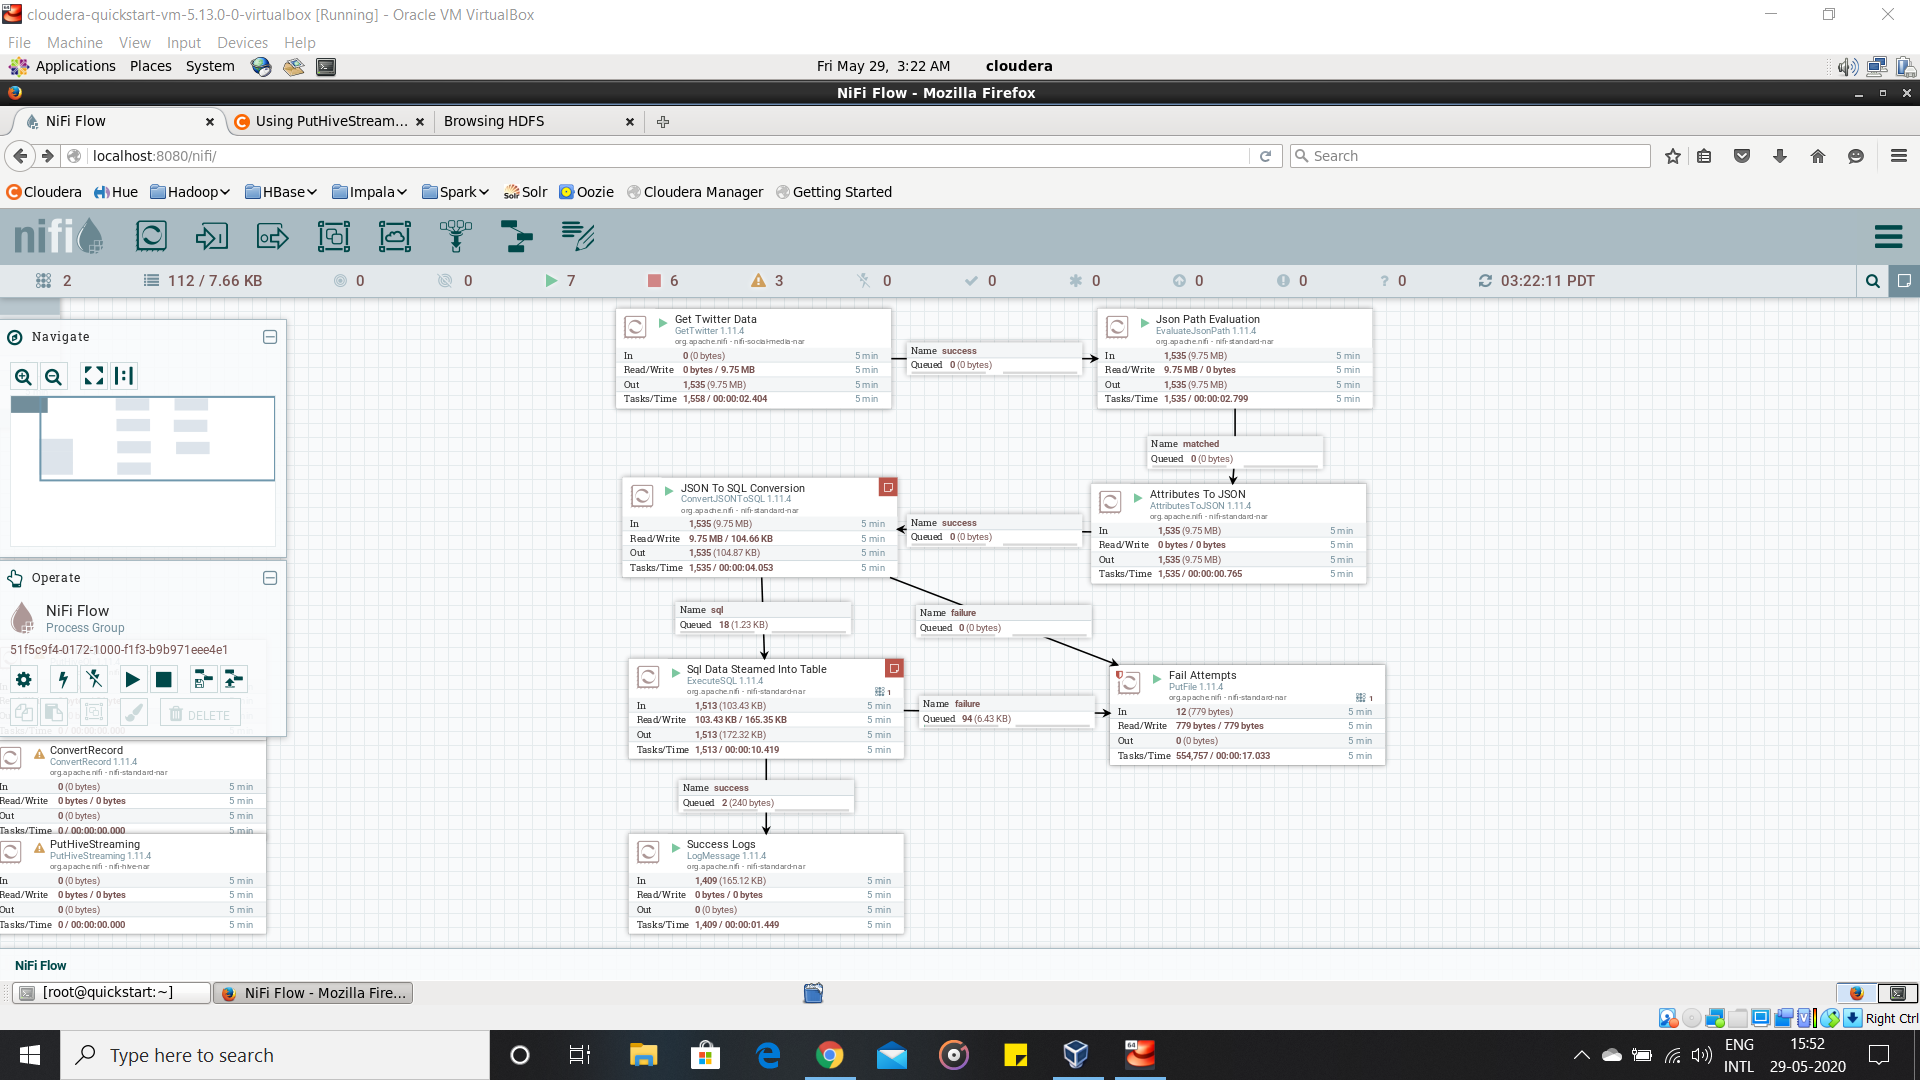 cloudera-quickstart-vm-5.13.0-0-virtualbox [Running] - Oracle VM VirtualBox
File Machine View Input Devices Help
Applications Places System Fri May 29, 3:22 AM cloudera
NiFi Flow - Mozilla Firefox
NiFi Flow Using PutHiveStream... Browsing HDFS
localhost:8080/nifi/ Search
Cloudera Hue Hadoop HBase Impala Spark Solr Oozie Cloudera Manager Getting Started
nifi
2 112 / 7.66 KB 0 0 7 6 3 0 0 0 0 0 0 03:22:11 PDT
Navigate
Operate
NiFi Flow
Process Group
51f5c9f4-0172-1000-f1f3-b9b971eee4e1
DELETE
Get Twitter Data
GetTwitter 1.11.4
org.apache.nifi - nifi-social-media-nar
In 0 (0 bytes) 5 min
Read/Write 0 bytes / 9.75 MB 5 min
Out 1,535 (9.75 MB) 5 min
Tasks/Time 1,558 / 00:00:02.404 5 min
Name success
Queued 0 (0 bytes)
Json Path Evaluation
EvaluateJsonPath 1.11.4
org.apache.nifi - nifi-standard-nar
In 1,535 (9.75 MB) 5 min
Read/Write 9.75 MB / 0 bytes 5 min
Out 1,535 (9.75 MB) 5 min
Tasks/Time 1,535 / 00:00:02.799 5 min
Name matched
Queued 0 (0 bytes)
JSON To SQL Conversion
ConvertJSONToSQL 1.11.4
org.apache.nifi - nifi-standard-nar
In 1,535 (9.75 MB) 5 min
Read/Write 9.75 MB / 104.66 KB 5 min
Out 1,535 (104.87 KB) 5 min
Tasks/Time 1,535 / 00:00:04.053 5 min
Name success
Queued 0 (0 bytes)
Attributes To JSON
AttributesToJSON 1.11.4
org.apache.nifi - nifi-standard-nar
In 1,535 (9.75 MB) 5 min
Read/Write 0 bytes / 0 bytes 5 min
Out 1,535 (9.75 MB) 5 min
Tasks/Time 1,535 / 00:00:00.765 5 min
Name sql
Queued 18 (1.23 KB)
Name failure
Queued 0 (0 bytes)
Sql Data Steamed Into Table
ExecuteSQL 1.11.4
org.apache.nifi - nifi-standard-nar
1
In 1,513 (103.43 KB) 5 min
Read/Write 103.43 KB / 165.35 KB 5 min
Out 1,513 (172.32 KB) 5 min
Tasks/Time 1,513 / 00:00:10.419 5 min
Name failure
Queued 94 (6.43 KB)
Fail Attempts
PutFile 1.11.4
org.apache.nifi - nifi-standard-nar
1
In 12 (779 bytes) 5 min
Read/Write 779 bytes / 779 bytes 5 min
Out 0 (0 bytes) 5 min
Tasks/Time 554,757 / 00:00:17.033 5 min
Name success
Queued 2 (240 bytes)
Success Logs
LogMessage 1.11.4
org.apache.nifi - nifi-standard-nar
In 1,409 (165.12 KB) 5 min
Read/Write 0 bytes / 0 bytes 5 min
Out 0 (0 bytes) 5 min
Tasks/Time 1,409 / 00:00:01.449 5 min
ConvertRecord
ConvertRecord 1.11.4
org.apache.nifi - nifi-standard-nar
In 0 (0 bytes) 5 min
Read/Write 0 bytes / 0 bytes 5 min
Out 0 (0 bytes) 5 min
Tasks/Time 0 / 00:00:00.000 5 min
PutHiveStreaming
PutHiveStreaming 1.11.4
org.apache.nifi - nifi-hive-nar
In 0 (0 bytes) 5 min
Read/Write 0 bytes / 0 bytes 5 min
Out 0 (0 bytes) 5 min
Tasks/Time 0 / 00:00:00.000 5 min
NiFi Flow
[root@quickstart:~] NiFi Flow - Mozilla Fire...
Right Ctrl
Type here to search
ENG
INTL
15:52
29-05-2020